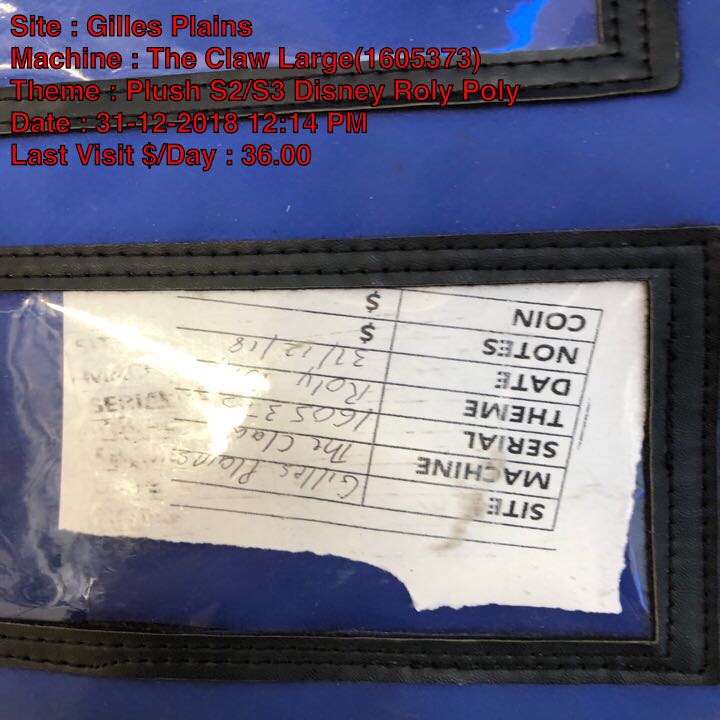 Site : Gilles Plains
Machine : The Claw Large(1605373)
Theme : Plush S2/S3 Disney Roly Poly
Date : 31-12-2018 12:14 PM
Last Visit $/Day : 36.00
SITE Gilles Plains
MACHINE The Claw
SERIAL 1605373
THEME Roly
DATE 31/12/18
NOTES $
COIN $